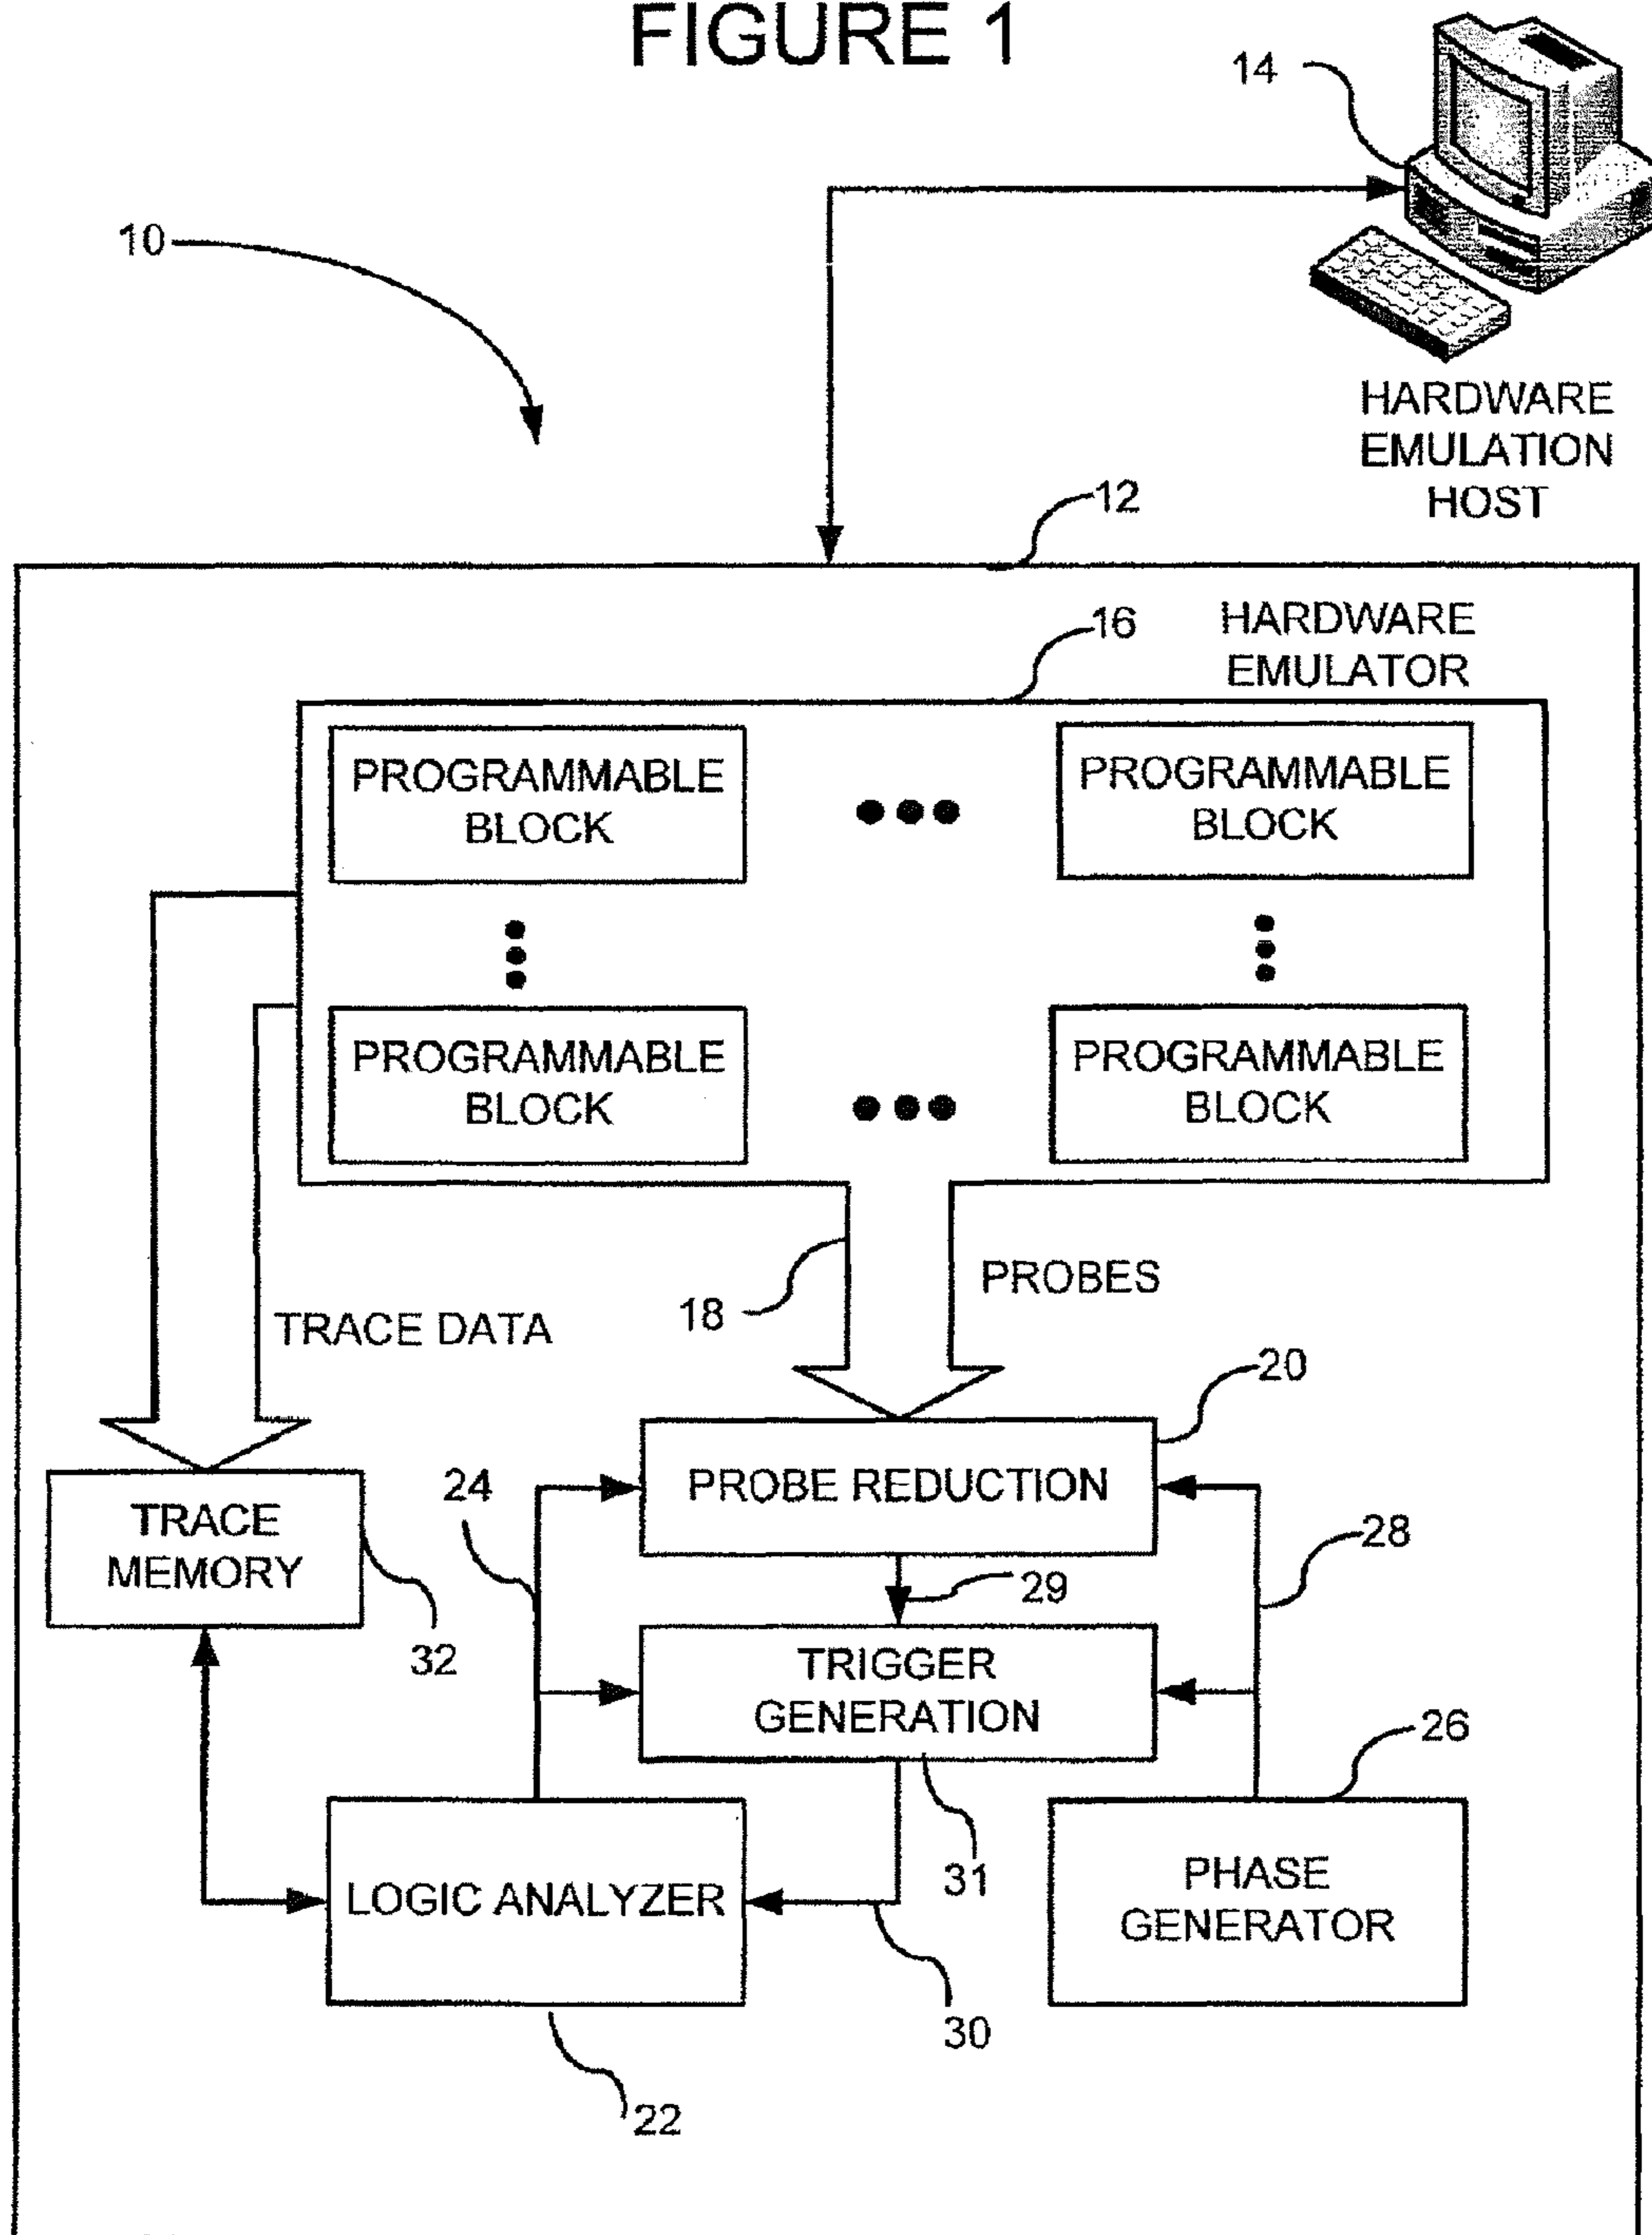 FIGURE 1
14
10
HARDWARE
EMULATION
HOST
12
16
HARDWARE
EMULATOR
PROGRAMMABLE
BLOCK
PROGRAMMABLE
BLOCK
PROGRAMMABLE
BLOCK
PROGRAMMABLE
BLOCK
18
PROBES
TRACE DATA
20
PROBE REDUCTION
24
28
TRACE
MEMORY
29
32
TRIGGER
GENERATION
26
31
LOGIC ANALYZER
PHASE
GENERATOR
30
22